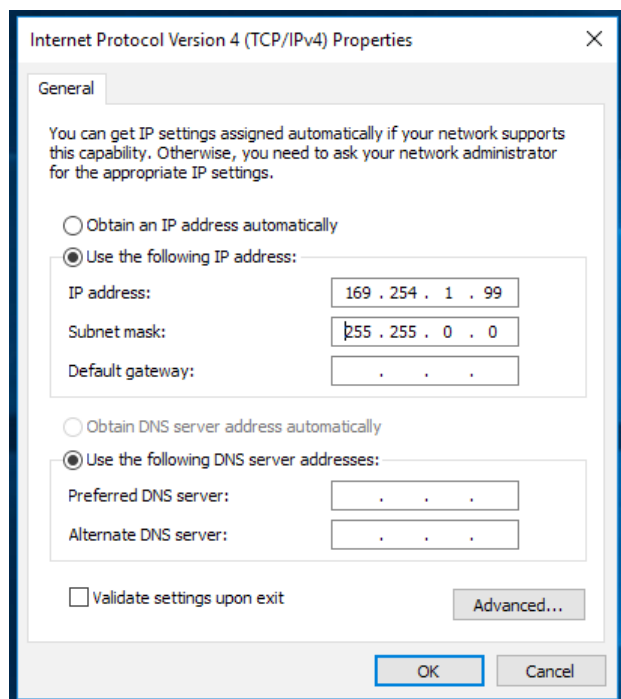 Internet Protocol Version 4 (TCP/IPv4) Properties
General
You can get IP settings assigned automatically if your network supports
this capability. Otherwise, you need to ask your network administrator
for the appropriate IP settings.
Obtain an IP address automatically
Use the following IP address:
IP address: 169 . 254 . 1 . 99
Subnet mask: 255 . 255 . 0 . 0
Default gateway: . . .
Obtain DNS server address automatically
Use the following DNS server addresses:
Preferred DNS server: . . .
Alternate DNS server: . . .
Validate settings upon exit
Advanced...
OK Cancel